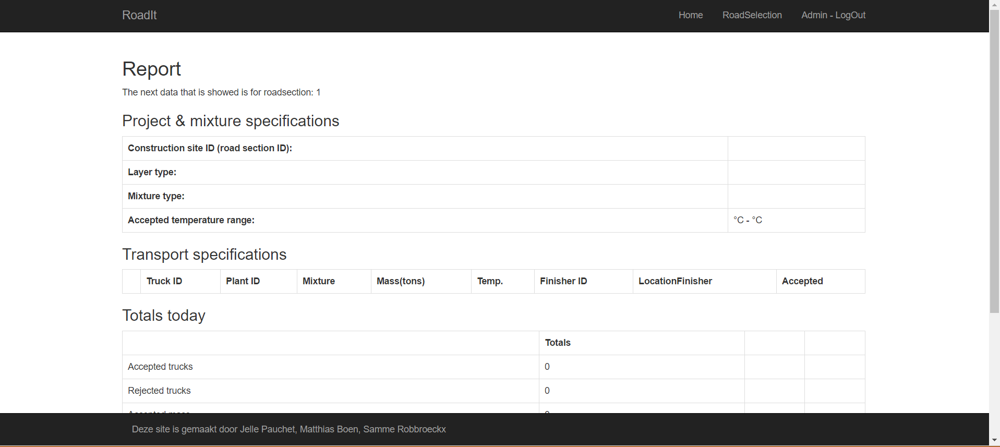 RoadIt Home RoadSelection Admin - LogOut
Report
The next data that is showed is for roadsection: 1
Project & mixture specifications
Construction site ID (road section ID):
Layer type:
Mixture type:
Accepted temperature range: °C - °C
Transport specifications
Truck ID Plant ID Mixture Mass(tons) Temp. Finisher ID LocationFinisher Accepted
Totals today
Totals
Accepted trucks 0
Rejected trucks 0
Accepted mass 0
Deze site is gemaakt door Jelle Pauchet, Matthias Boen, Samme Robbroeckx